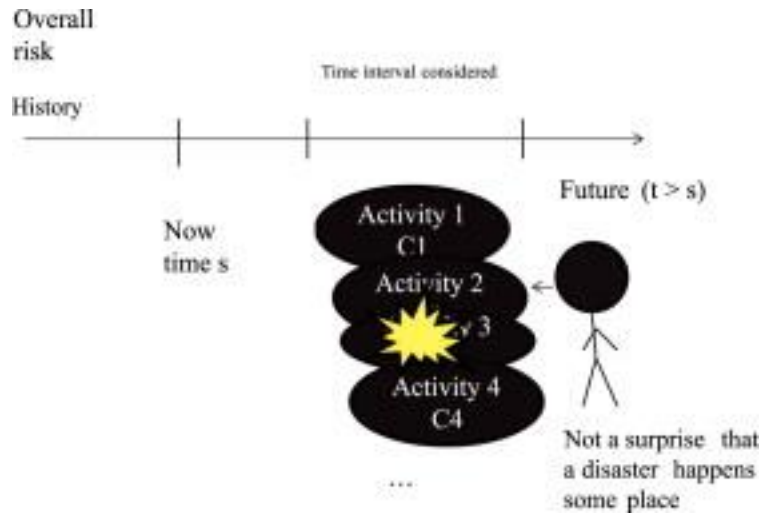 Overall
risk
Time interval considered
History
Future (t > s)
Now
time s
Activity 1
C1
Activity 2
3
Activity 4
C4
Not a surprise that
a disaster happens
some place
...